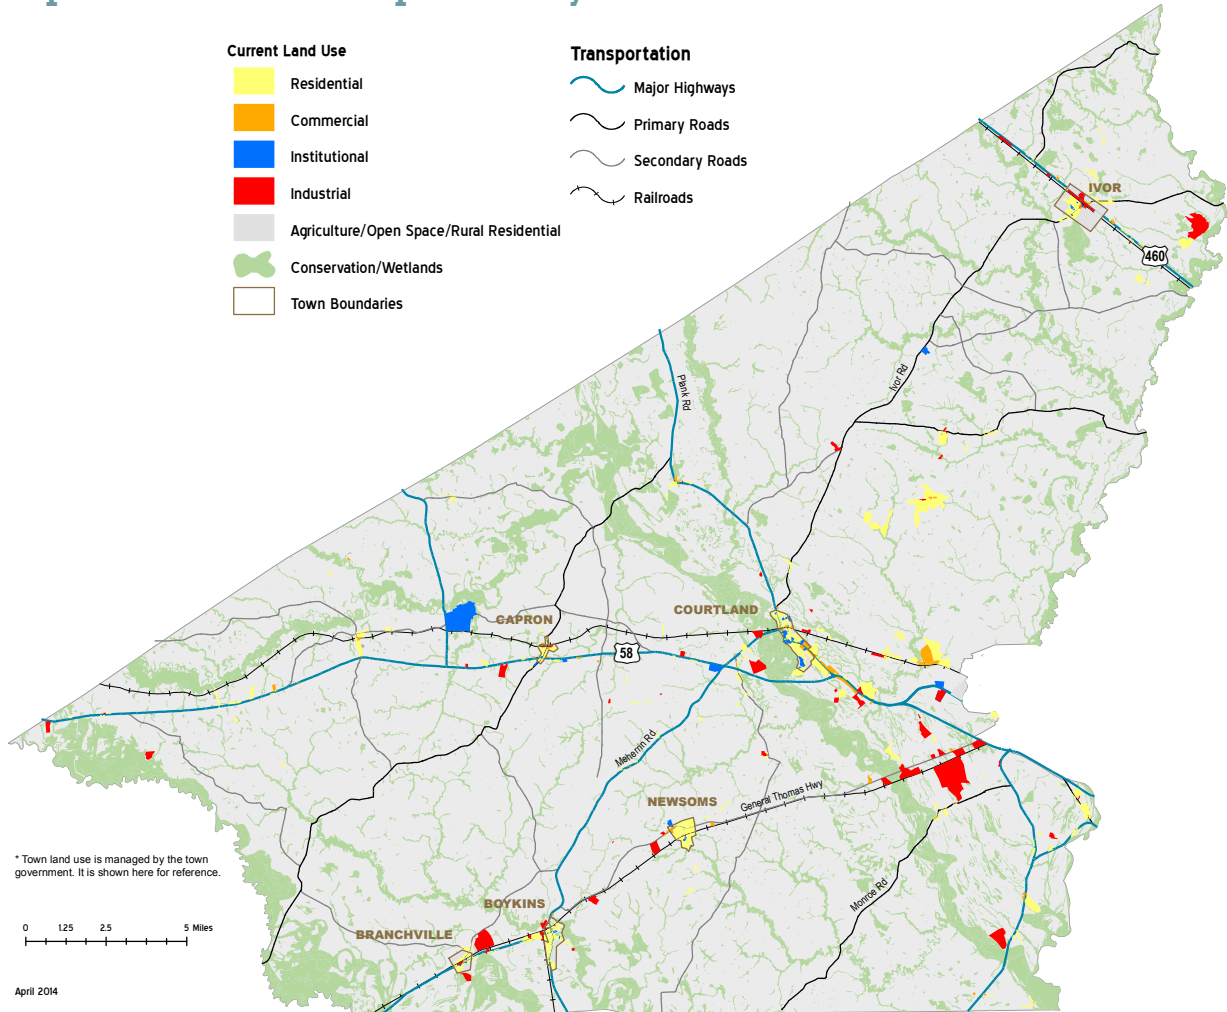 Current Land Use
Residential
Commercial
Institutional
Industrial
Agriculture/Open Space/Rural Residential
Conservation/Wetlands
Town Boundaries
Transportation
Major Highways
Primary Roads
Secondary Roads
Railroads
IVOR
460
Plank Rd
Ivor Rd
COURTLAND
CAPRON
58
Meherrin Rd
NEWSOMS
General Thomas Hwy
Monroe Rd
BOYKINS
BRANCHVILLE
* Town land use is managed by the town
government. It is shown here for reference.
0 1.25 2.5 5 Miles
April 2014